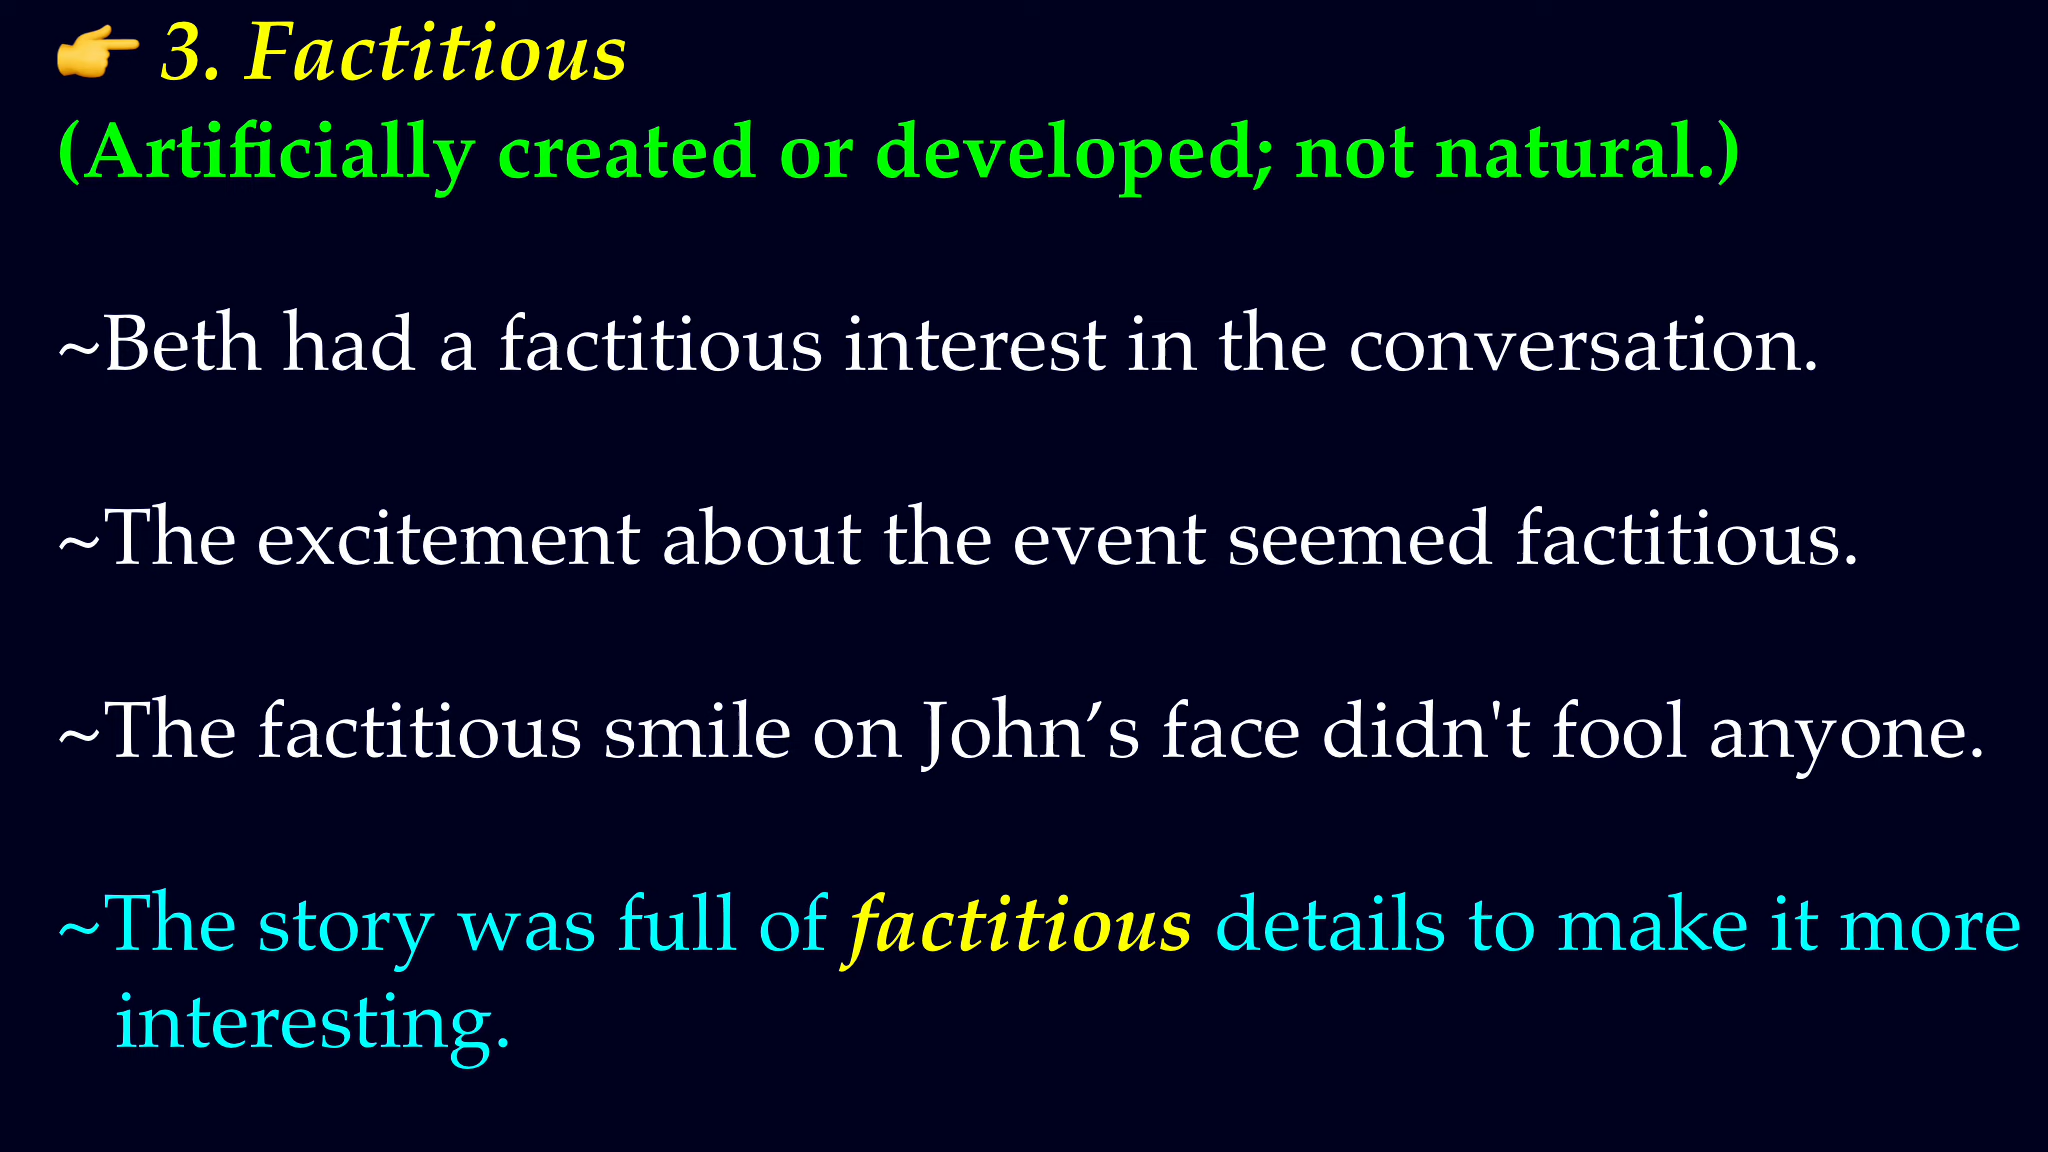 👉 3. Factitious
(Artificially created or developed; not natural.)
~Beth had a factitious interest in the conversation.
~The excitement about the event seemed factitious.
~The factitious smile on John’s face didn't fool anyone.
~The story was full of factitious details to make it more
interesting.